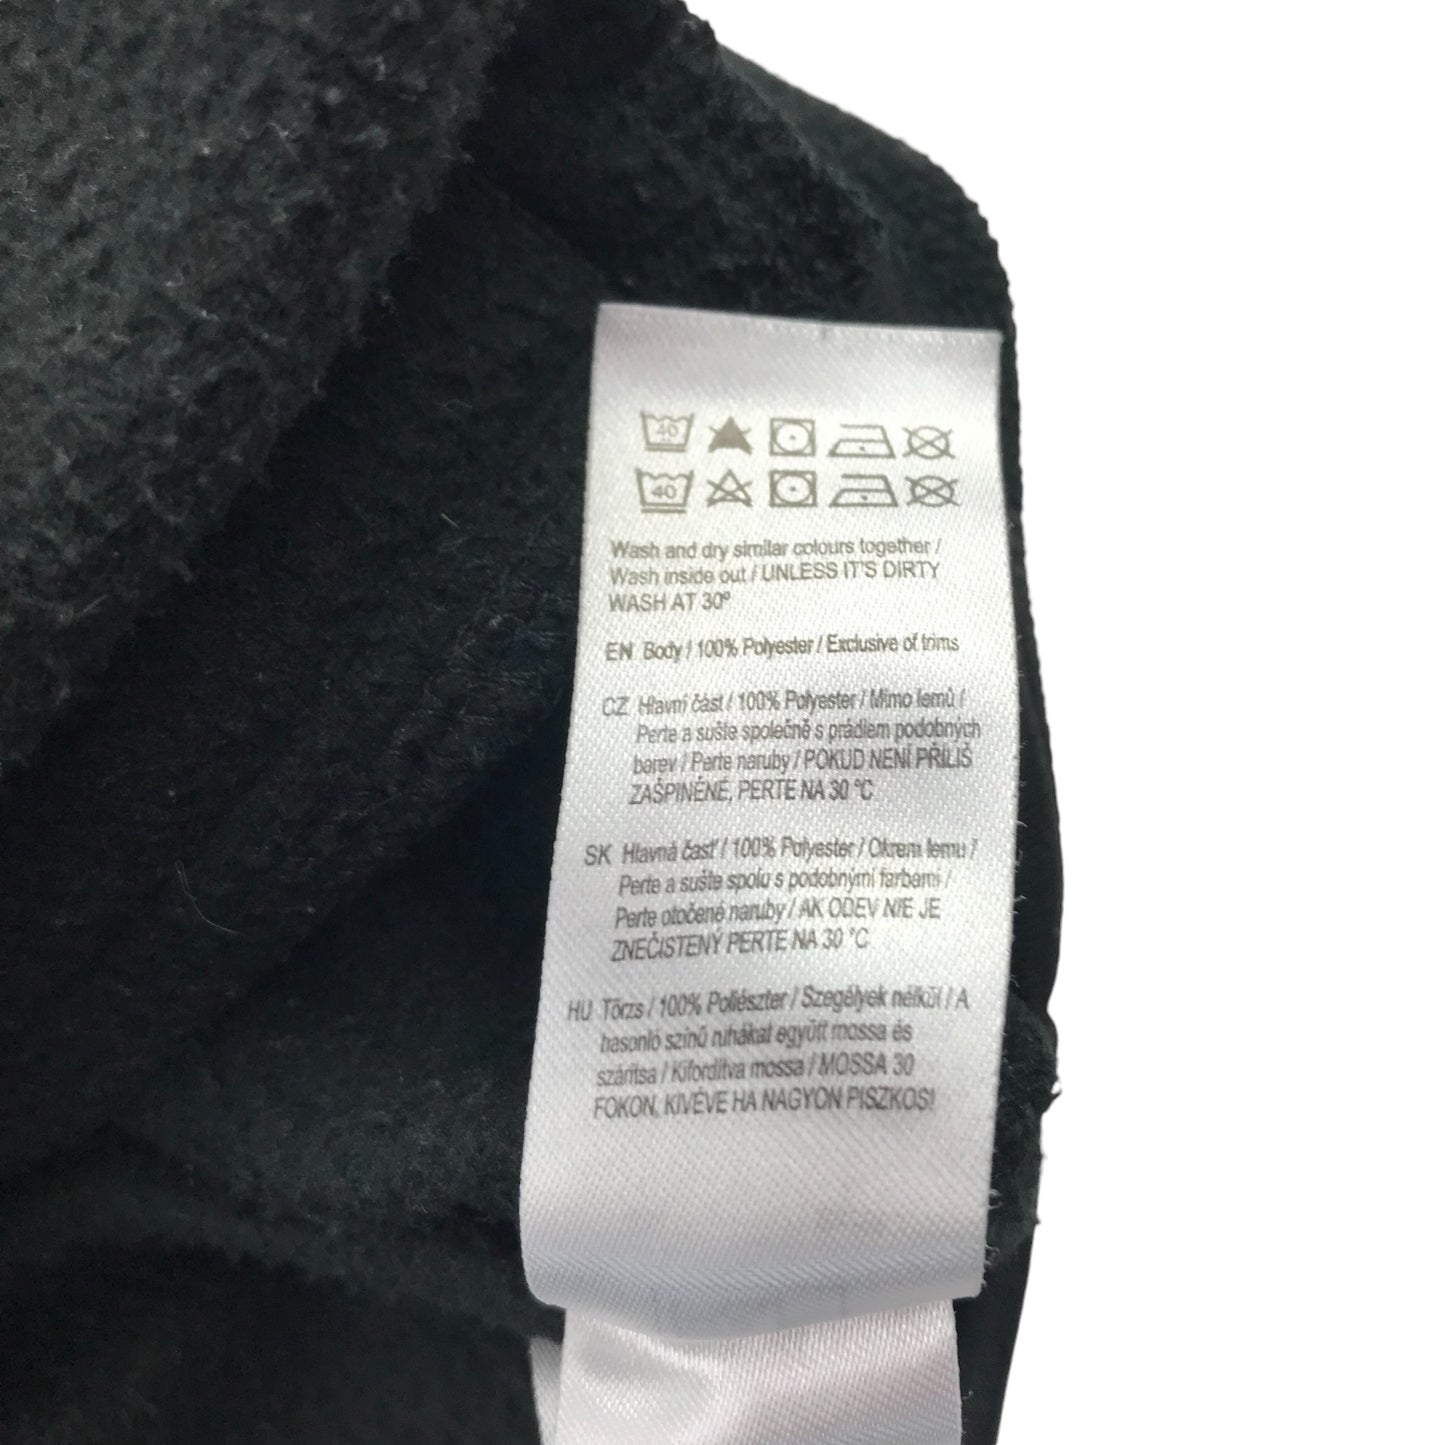 40
40
Wash and dry similar colours together /
Wash inside out / UNLESS IT'S DIRTY
WASH AT 30º
EN Body / 100% Polyester / Exclusive of trims
CZ Hlavní část / 100% Polyester / Mimo lemů /
Perte a sušte společně s prádlem podobných
barev / Perte naruby / POKUD NENÍ PŘÍLIŠ
ZAŠPINĚNÉ, PERTE NA 30 °C
SK Hlavná časť / 100% Polyester / Okrem lemu /
Perte a sušte spolu s podobnými farbami /
Perte otočené naruby / AK ODEV NIE JE
ZNEČISTENÝ PERTE NA 30 °C
HU Törzs / 100% Poliészter / Szegélyek nélkül / A
hasonló színű ruhákat együtt mossa és
szárítsa / Kifordítva mossa / MOSSA 30
FOKON, KIVÉVE HA NAGYON PISZKOS!